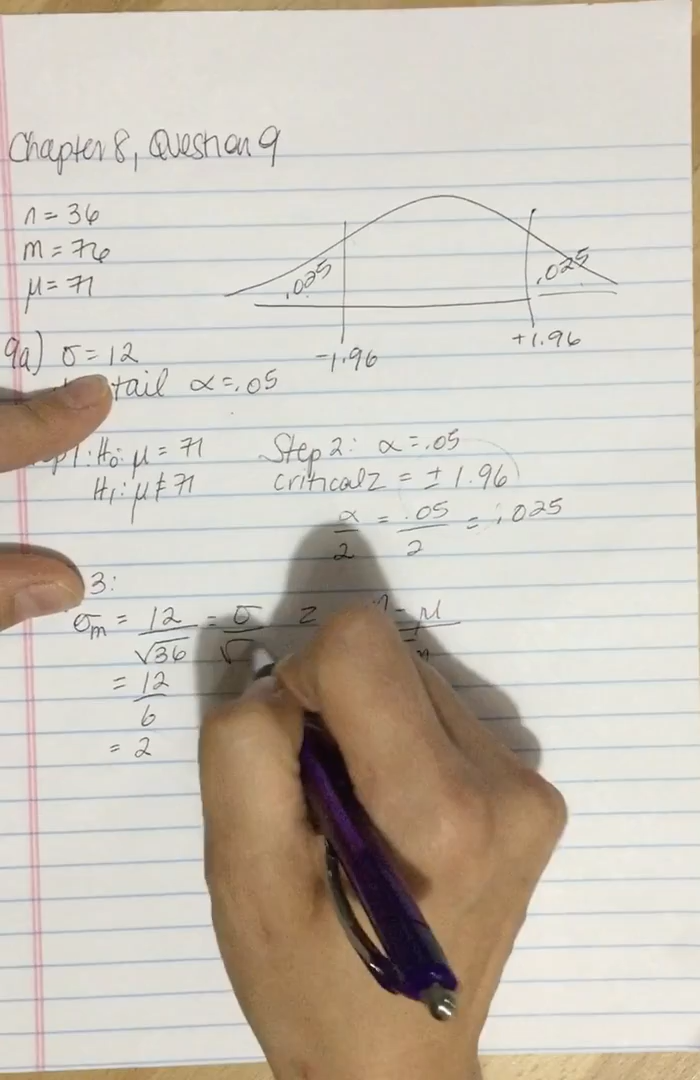 Chapter 8, Question 9
n = 36
m = 76
μ = 71
.025
.025
-1.96
+1.96
9a) σ = 12
tail α = .05
1: H₀: μ = 71
H₁: μ ≠ 71
Step 2: α = .05
critical z = ± 1.96
α/2 = .05/2 = .025
3:
σm = 12/√36 = σ/√
z
- μ
= 12/6
= 2